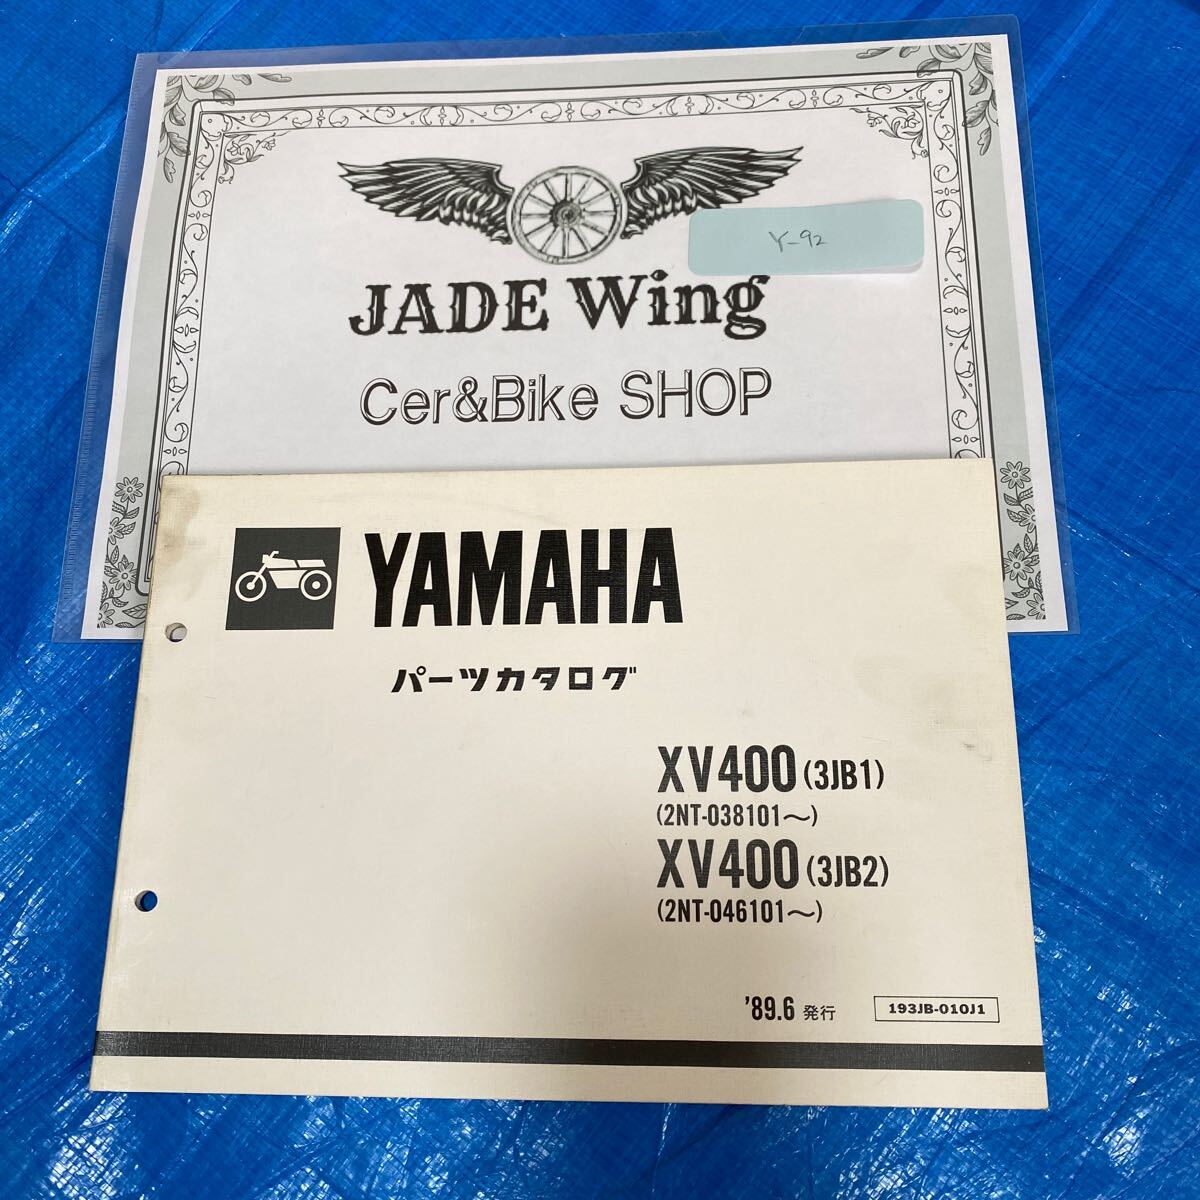 Y-92
JADE Wing
Cer&Bike SHOP
YAMAHA
パーツカタログ
XV400 (3JB1)
(2NT-038101〜)
XV400 (3JB2)
(2NT-046101〜)
'89.6 発行
193JB-010J1